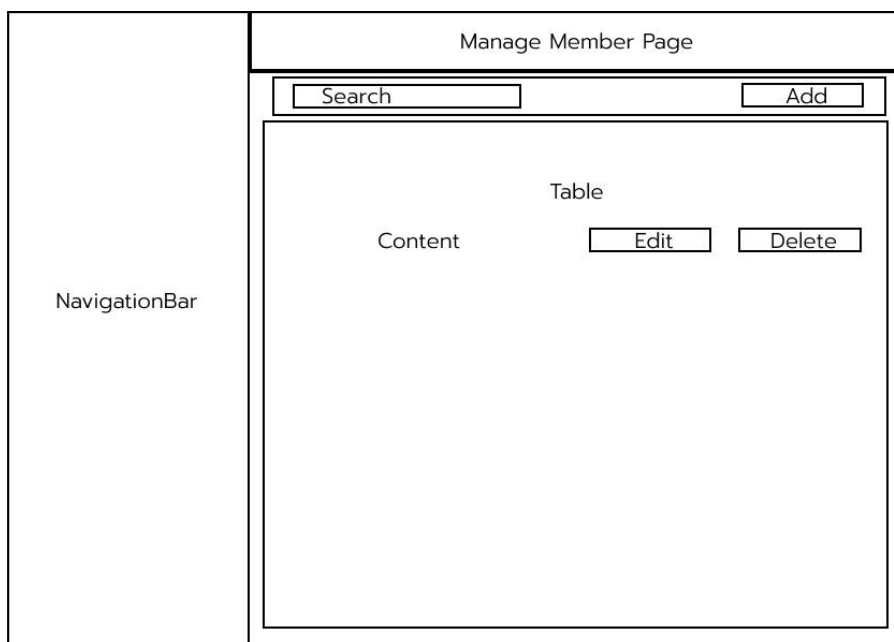 Manage Member Page
Search
Add
Table
Content
Edit
Delete
NavigationBar